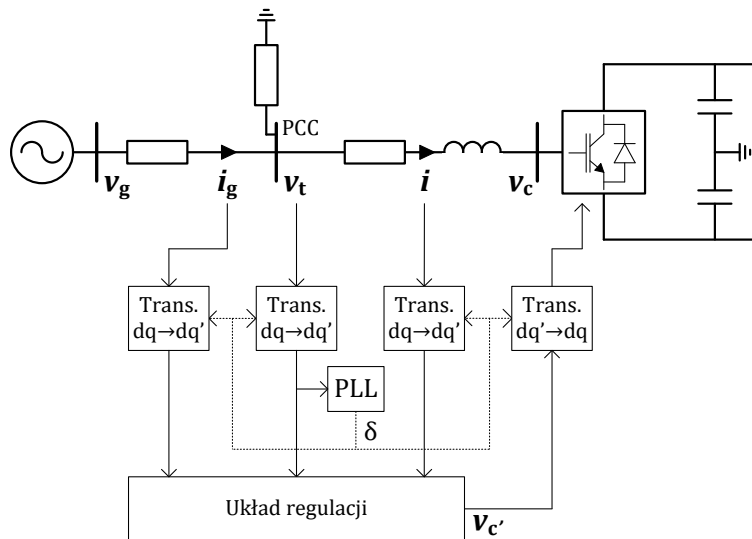 PCC
v_g
i_g
v_t
i
v_c
Trans.
dq→dq'
Trans.
dq→dq'
Trans.
dq→dq'
Trans.
dq'→dq
PLL
δ
Układ regulacji
v_c'